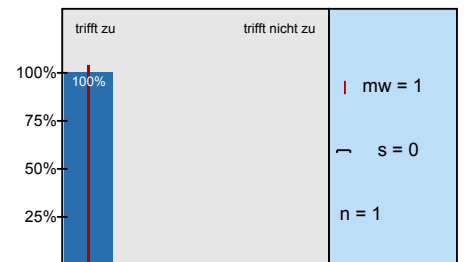 trifft zu trifft nicht zu
100%
100%
75%
50%
25%
mw = 1
s = 0
n = 1